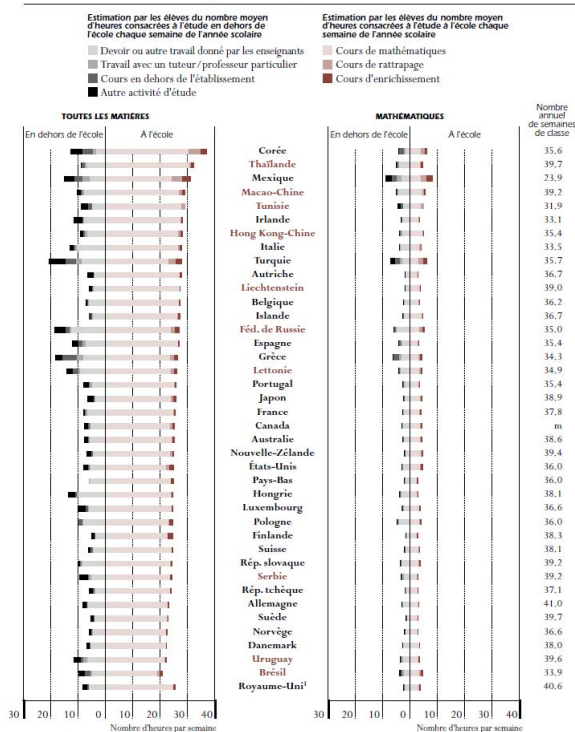 Estimation par les élèves du nombre moyen
d'heures consacrées à l'étude en dehors de
l'école chaque semaine de l'année scolaire
Devoir ou autre travail donné par les enseignants
Travail avec un tuteur/professeur particulier
Cours en dehors de l'établissement
Autre activité d'étude
Estimation par les élèves du nombre moyen
d'heures consacrées à l'étude à l'école chaque
semaine de l'année scolaire
Cours de mathématiques
Cours de rattrapage
Cours d'enrichissement
TOUTES LES MATIÈRES
MATHÉMATIQUES
Nombre
annuel
de semaines
de classe
En dehors de l'école
A l'école
En dehors de l'école
À l'école
Corée 35,6
Thaïlande 39,7
Mexique 23,9
Macao-Chine 39,2
Tunisie 31,9
Irlande 33,1
Hong Kong-Chine 35,4
Italie 33,5
Turquie 35,7
Autriche 36,7
Liechtenstein 39,0
Belgique 36,2
Islande 36,7
Féd. de Russie 35,0
Espagne 35,4
Grèce 34,3
Lettonie 34,9
Portugal 35,4
Japon 38,9
France 37,8
Canada m
Australie 38,6
Nouvelle-Zélande 39,4
États-Unis 36,0
Pays-Bas 36,0
Hongrie 38,1
Luxembourg 36,6
Pologne 36,0
Finlande 38,3
Suisse 38,1
Rép. slovaque 39,2
Serbie 39,2
Rép. tchèque 37,1
Allemagne 41,0
Suède 39,7
Norvège 36,6
Danemark 38,0
Uruguay 39,6
Brésil 33,9
Royaume-Uni¹ 40,6
30 20 10 0 10 20 30 40
30 20 10 0 10 20 30 40
Nombre d'heures par semaine
Nombre d'heures par semaine